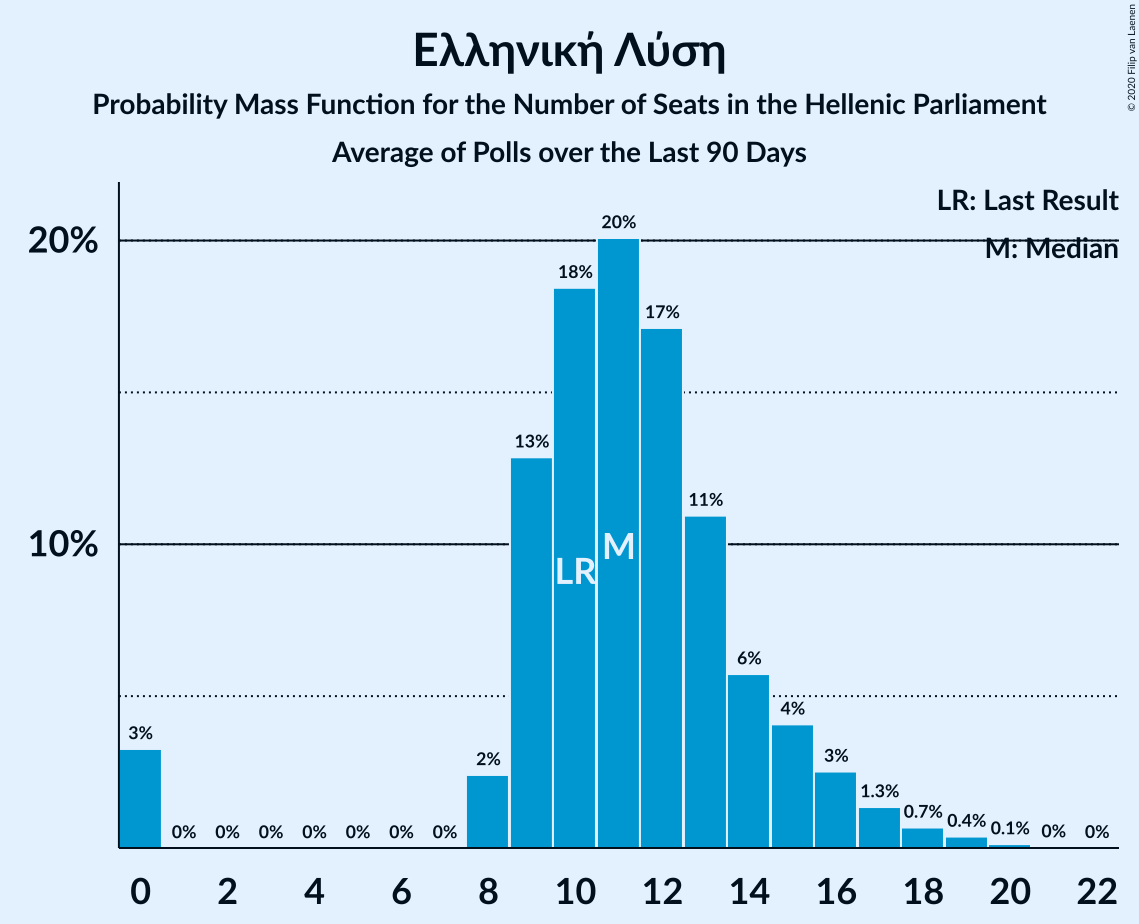 Ελληνική Λύση
Probability Mass Function for the Number of Seats in the Hellenic Parliament
Average of Polls over the Last 90 Days
© 2020 Filip van Laenen
LR: Last Result
M: Median
20%
10%
3%
0%
0%
0%
0%
0%
0%
0%
2%
13%
18%
20%
17%
11%
6%
4%
3%
1.3%
0.7%
0.4%
0.1%
0%
0%
LR
M
0 2 4 6 8 10 12 14 16 18 20 22